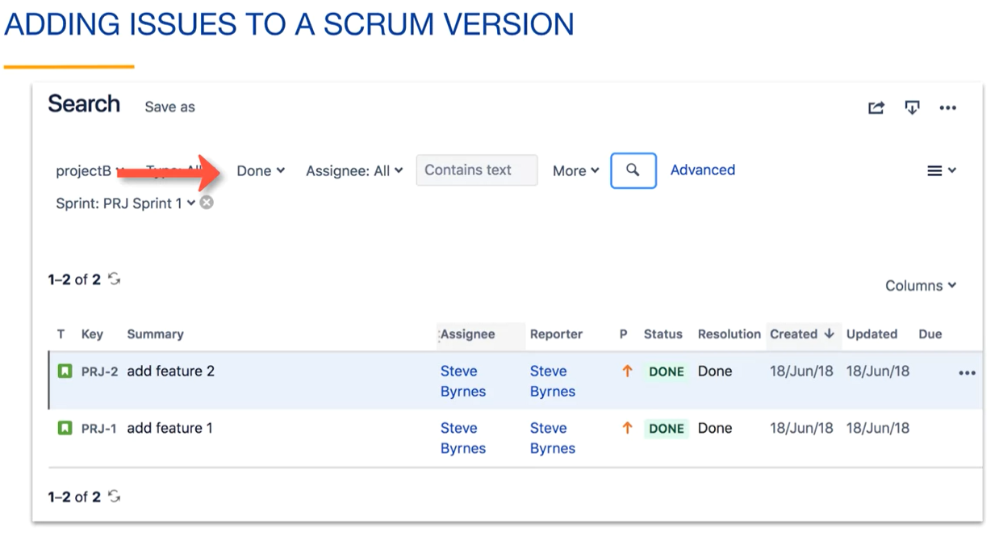 ADDING ISSUES TO A SCRUM VERSION
Search Save as
projectB Type: All Done Assignee: All Contains text More Advanced
Sprint: PRJ Sprint 1
1–2 of 2
Columns
T Key Summary Assignee Reporter P Status Resolution Created Updated Due
PRJ-2 add feature 2 Steve Byrnes Steve Byrnes DONE Done 18/Jun/18 18/Jun/18
PRJ-1 add feature 1 Steve Byrnes Steve Byrnes DONE Done 18/Jun/18 18/Jun/18
1–2 of 2